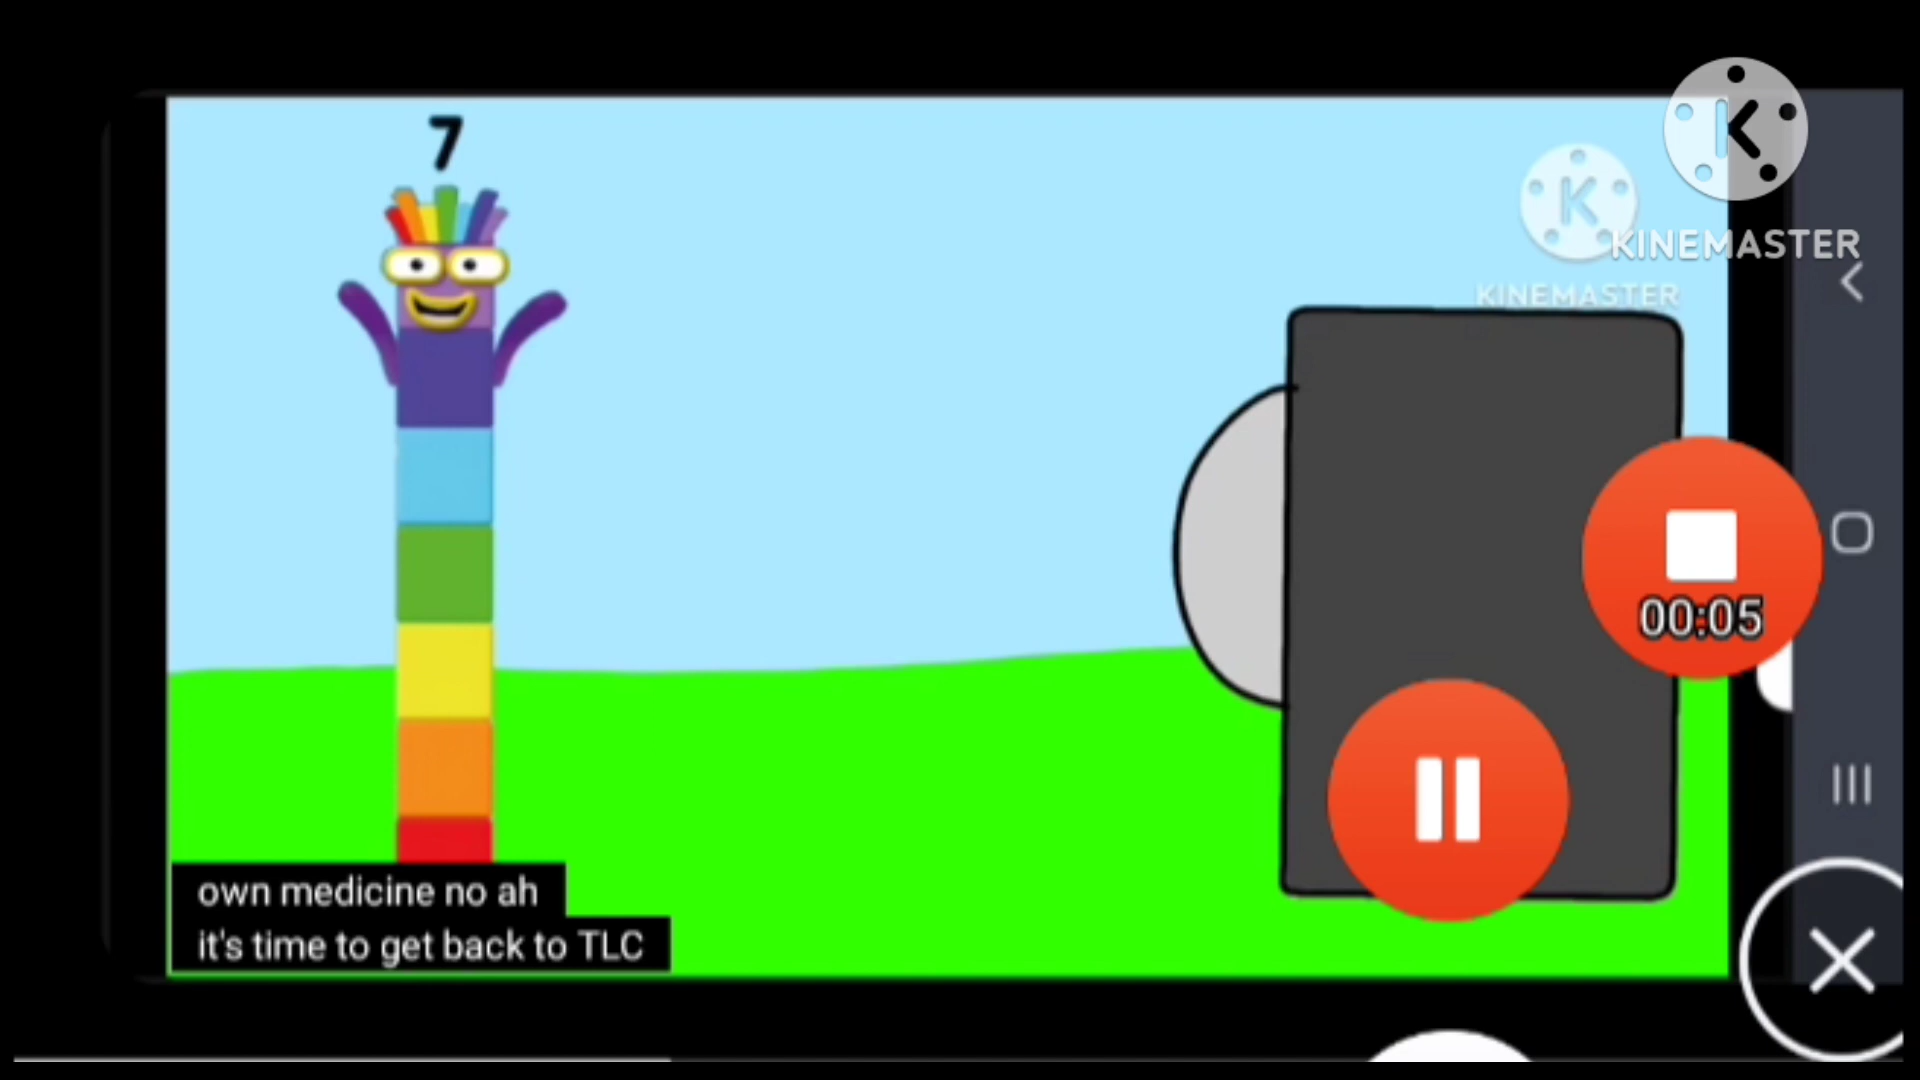 7
K
KINEMASTER
K
KINEMASTER
00:05
own medicine no ah
it's time to get back to TLC